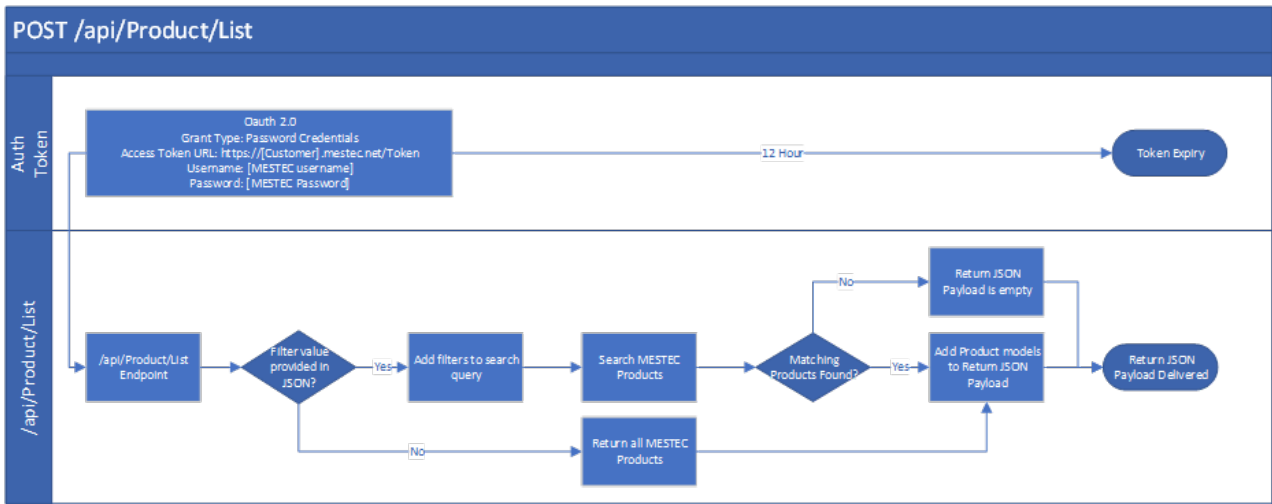 POST /api/Product/List
Auth
Token
Oauth 2.0
Grant Type: Password Credentials
Access Token URL: https://[Customer].mestec.net/Token
Username: [MESTEC username]
Password: [MESTEC Password]
12 Hour
Token Expiry
/api/Product/List
/api/Product/List
Endpoint
Filter value
provided in
JSON?
Yes
Add filters to search
query
Search MESTEC
Products
Matching
Products Found?
No
Return JSON
Payload is empty
Yes
Add Product models
to Return JSON
Payload
Return JSON
Payload Delivered
No
Return all MESTEC
Products